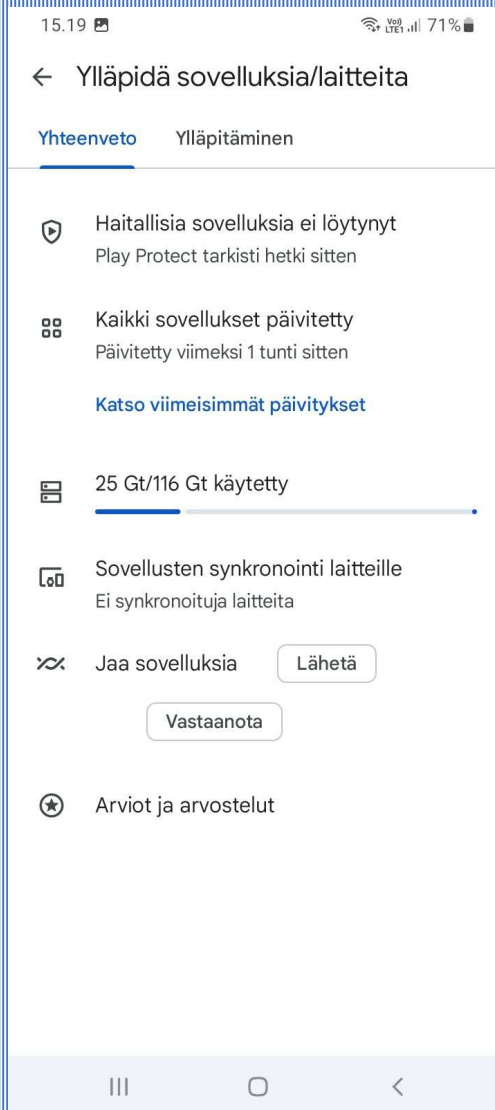 15.19 Vo)) LTE1 71%
Ylläpidä sovelluksia/laitteita
Yhteenveto Ylläpitäminen
Haitallisia sovelluksia ei löytynyt
Play Protect tarkisti hetki sitten
Kaikki sovellukset päivitetty
Päivitetty viimeksi 1 tunti sitten
Katso viimeisimmät päivitykset
25 Gt/116 Gt käytetty
Sovellusten synkronointi laitteille
Ei synkronoituja laitteita
Jaa sovelluksia Lähetä
Vastaanota
Arviot ja arvostelut